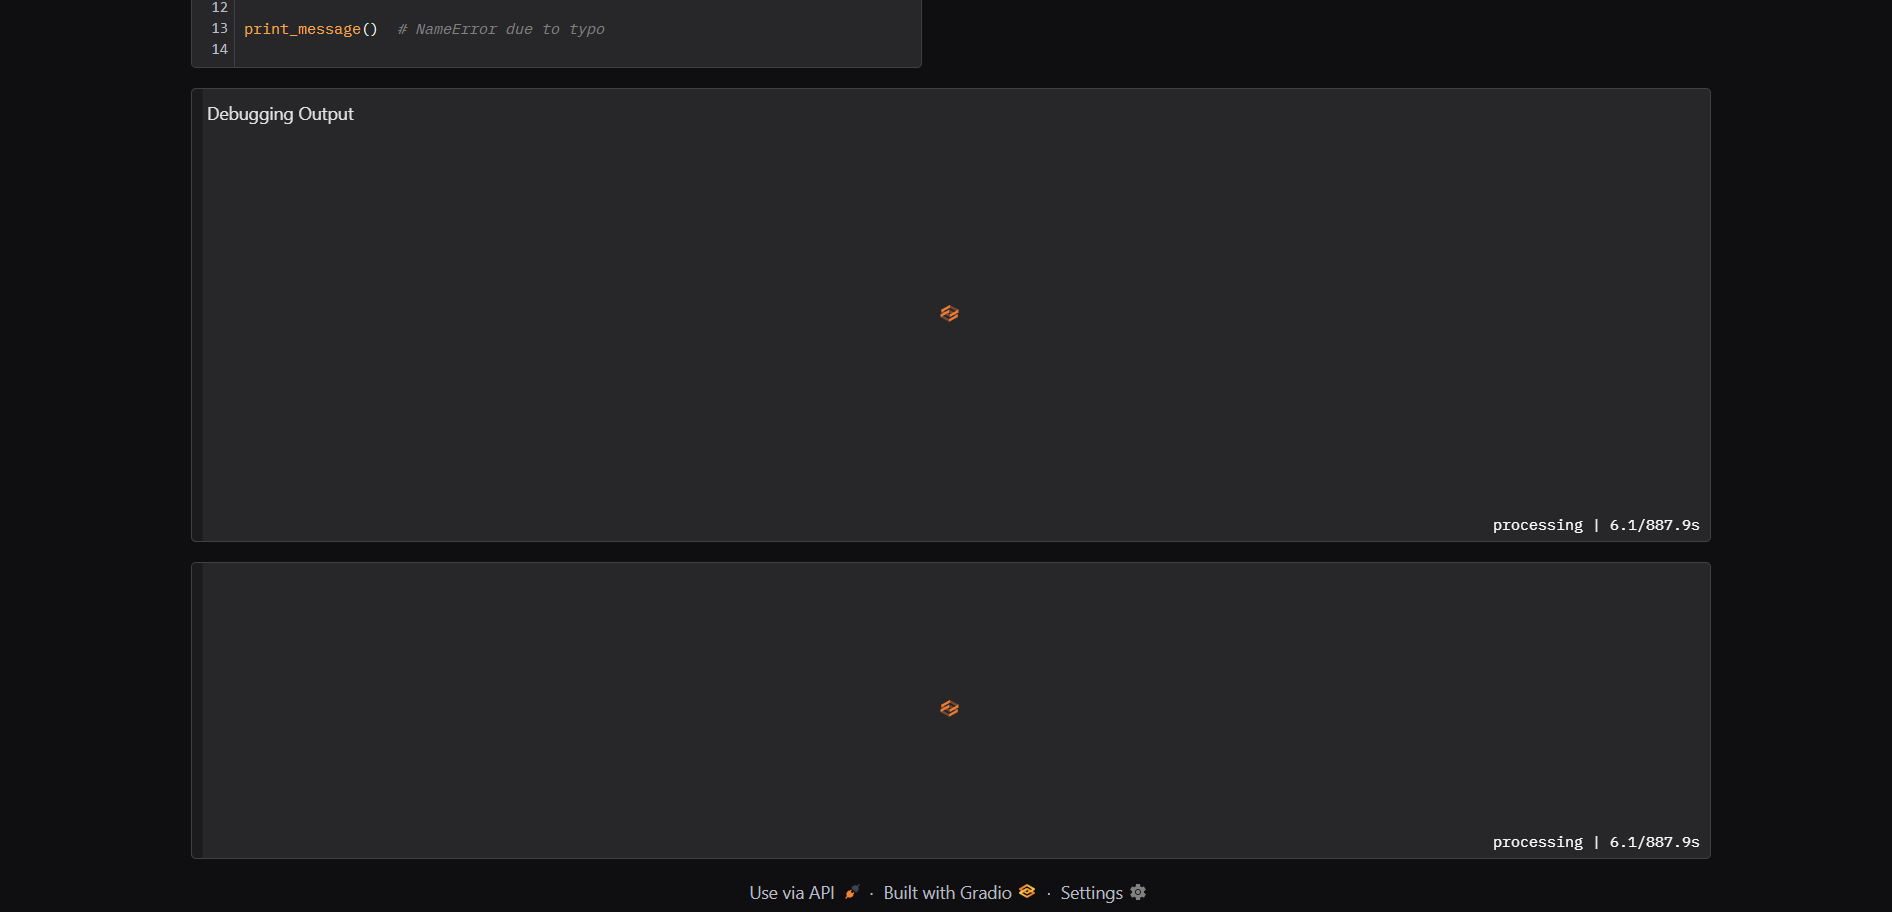 12
13 print_message()  # NameError due to typo
14
Debugging Output
processing | 6.1/887.9s
processing | 6.1/887.9s
Use via API · Built with Gradio · Settings